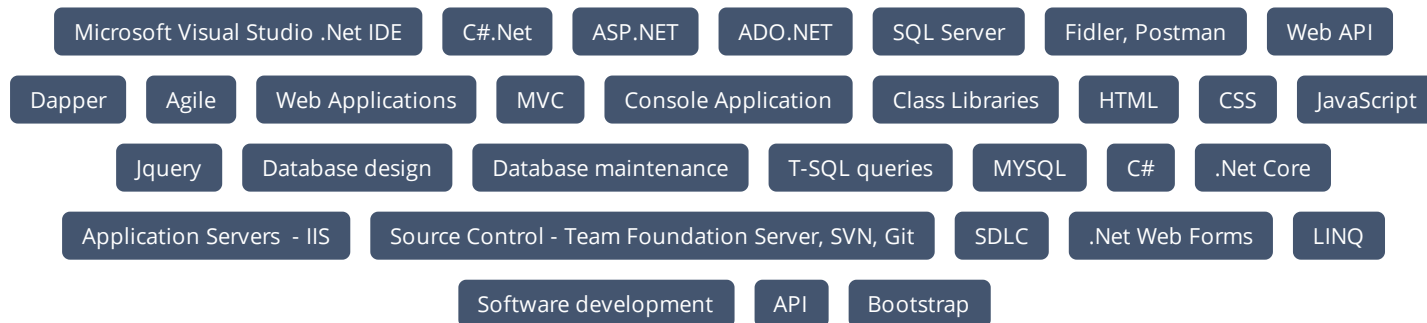 Microsoft Visual Studio .Net IDE C#.Net ASP.NET ADO.NET SQL Server Fidler, Postman Web API
Dapper Agile Web Applications MVC Console Application Class Libraries HTML CSS JavaScript
Jquery Database design Database maintenance T-SQL queries MYSQL C# .Net Core
Application Servers - IIS Source Control - Team Foundation Server, SVN, Git SDLC .Net Web Forms LINQ
Software development API Bootstrap